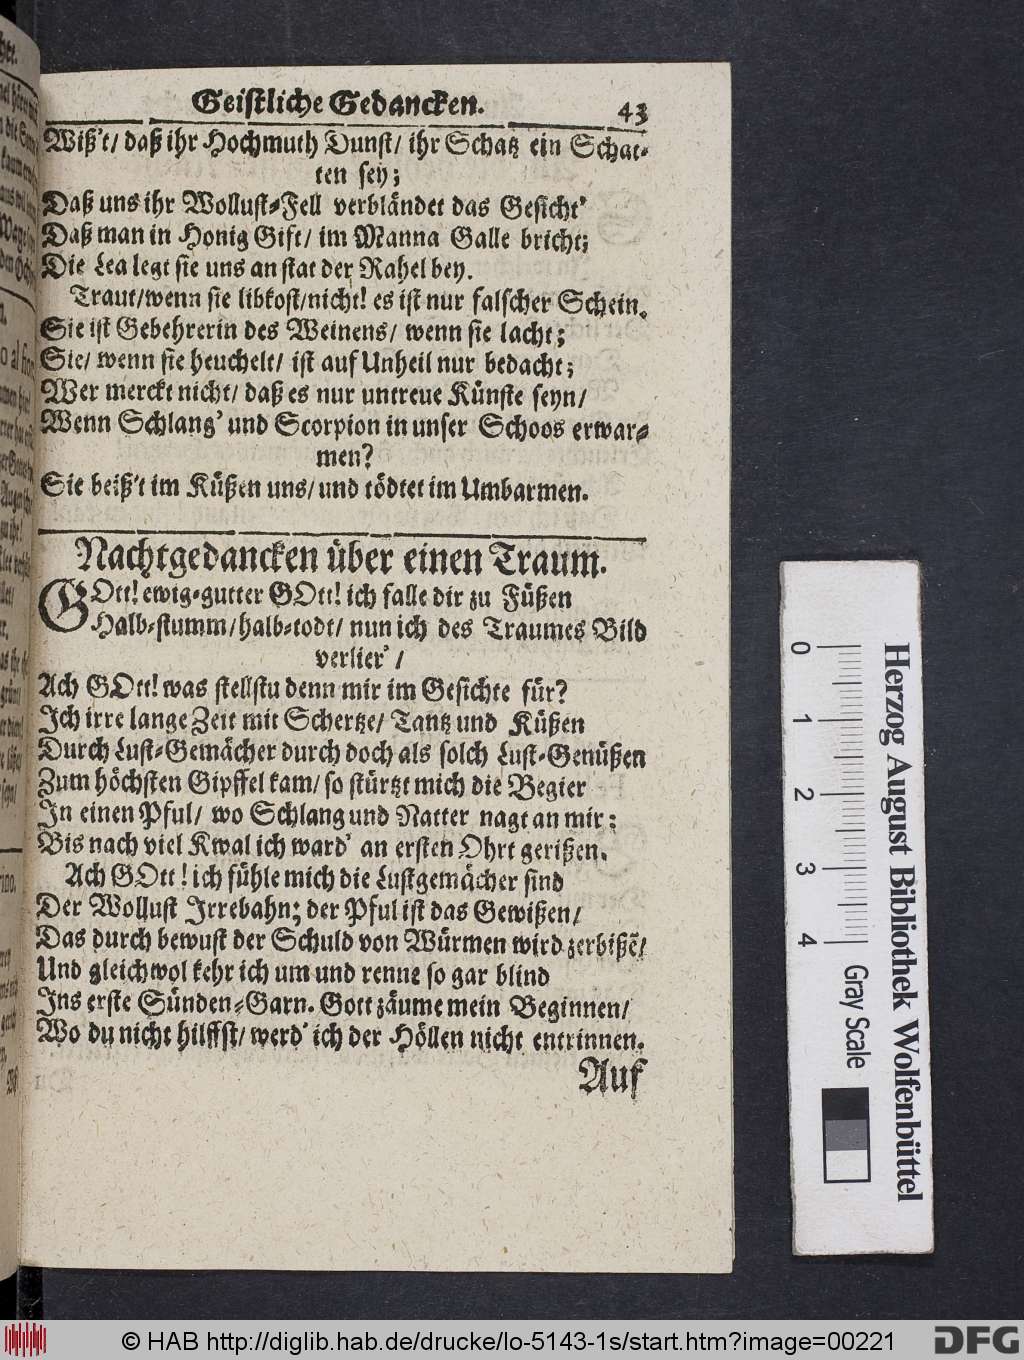 Geistliche Gedancken. 43
Wiß't/ daß ihr Hochmuth Dunst/ ihr Schatz ein Schat-
ten sey;
Daß uns ihr Wollust-Fell verbländet das Gesicht'
Daß man in Honig Gift/ im Manna Galle bricht;
Die Lea legt sie uns an stat der Rahel bey.
Traut/wenn sie libkost/nicht! es ist nur falscher Schein.
Sie ist Gebehrerin des Weinens/ wenn sie lacht;
Sie/ wenn sie heuchelt/ ist auf Unheil nur bedacht;
Wer merckt nicht/ daß es nur untreue Künste seyn/
Wenn Schlang' und Scorpion in unser Schoos erwar-
men?
Sie beiß't im Küßen uns/ und tödtet im Umbarmen.
Nachtgedancken über einen Traum.
GOtt! ewig-gutter GOtt! ich falle dir zu Füßen
Halb-stumm/halb-todt/ nun ich des Traumes Bild
verlier' /
Ach GOtt! was stellstu denn mir im Gesichte für?
Ich irre lange Zeit mit Schertze/ Tantz und Küßen
Durch Lust-Gemächer durch doch als solch Lust-Genüßen
Zum höchsten Gipffel kam/ so stürtzt mich die Begier
In einen Pful/ wo Schlang und Natter nagt an mir;
Bis nach viel Kwal ich ward' an ersten Ohrt gerißen.
Ach GOtt! ich fühle mich die Lustgemächer sind
Der Wollust Irrebahn; der Pful ist das Gewißen/
Das durch bewust der Schuld von Würmen wird zerbißẽ/
Und gleichwol kehr ich um und renne so gar blind
Ins erste Sünden-Garn. Gott zäume mein Beginnen/
Wo du nicht hilffst/ werd' ich der Höllen nicht entrinnen.
Auf
0 1 2 3 4
Herzog August Bibliothek Wolfenbüttel
Gray Scale
© HAB http://diglib.hab.de/drucke/lo-5143-1s/start.htm?image=00221
DFG